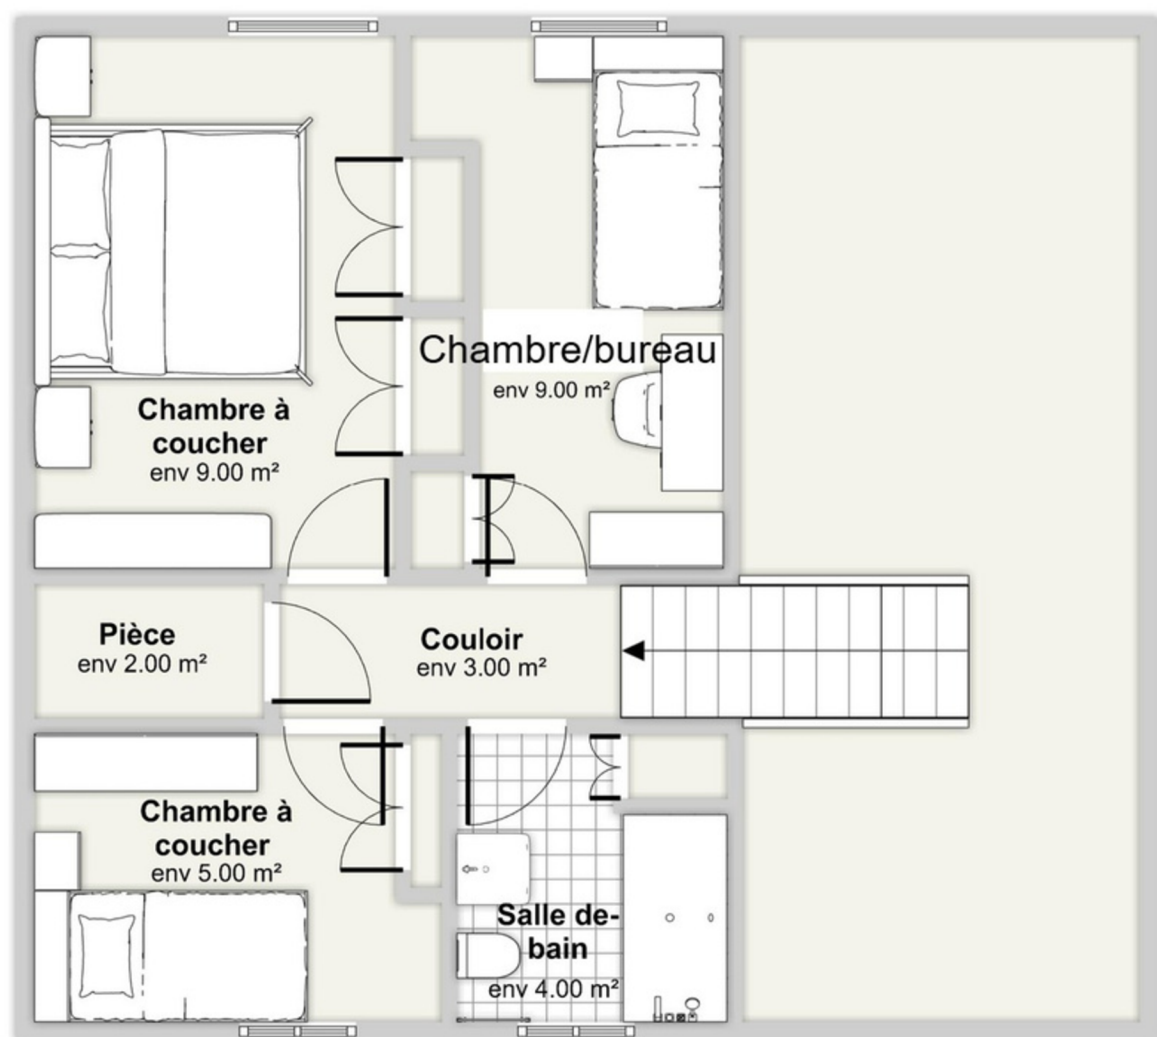 Chambre/bureau
env 9.00 m²
Chambre à
coucher
env 9.00 m²
Pièce
env 2.00 m²
Couloir
env 3.00 m²
Chambre à
coucher
env 5.00 m²
Salle de-
bain
env 4.00 m²